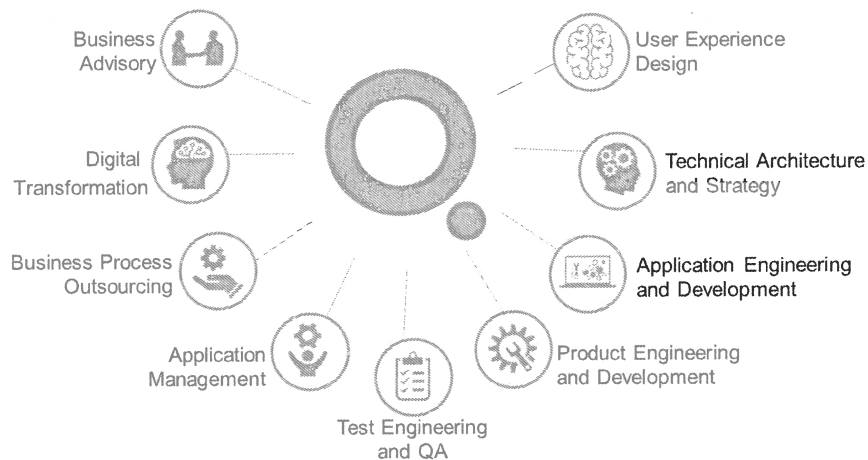 Business
Advisory
User Experience
Design
Digital
Transformation
Technical Architecture
and Strategy
Business Process
Outsourcing
Application Engineering
and Development
Application
Management
Product Engineering
and Development
Test Engineering
and QA